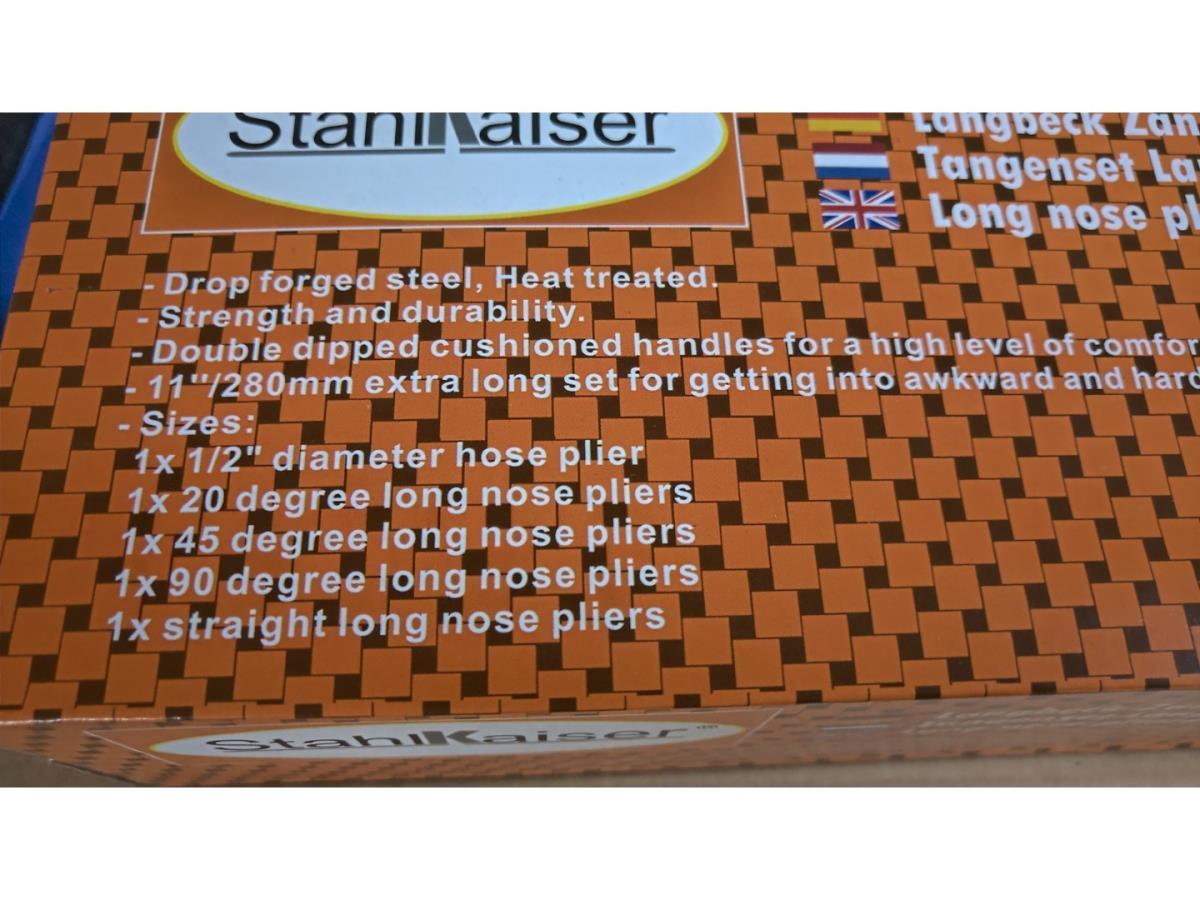 StahlKaiser
Langbeck Zan
Tangenset La
Long nose pl
- Drop forged steel, Heat treated.
- Strength and durability.
- Double dipped cushioned handles for a high level of comfor
- 11''/280mm extra long set for getting into awkward and hard
- Sizes:
1x 1/2" diameter hose plier
1x 20 degree long nose pliers
1x 45 degree long nose pliers
1x 90 degree long nose pliers
1x straight long nose pliers
StahlKaiser